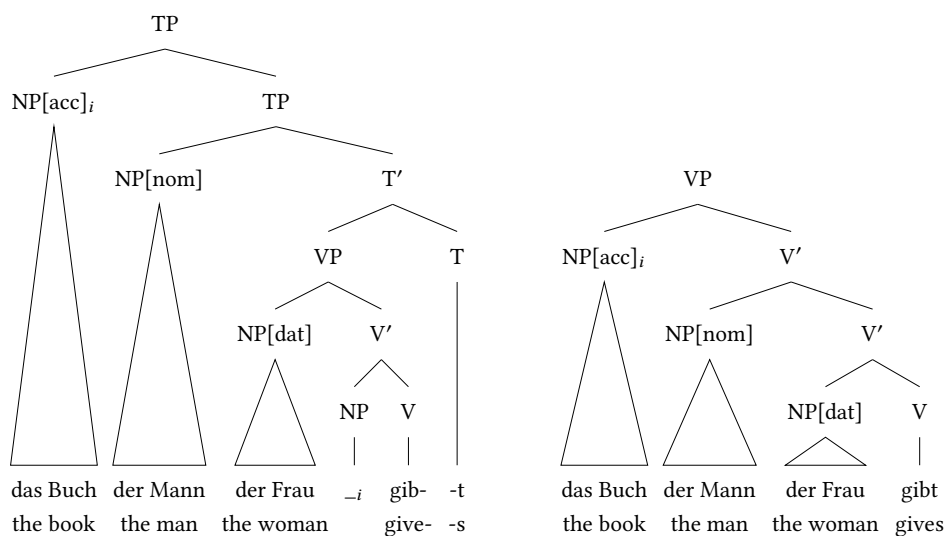 TP
NP[acc]i TP
NP[nom] T′ VP
VP T NP[acc]i V′
NP[dat] V′ NP[nom] V′
NP V NP[dat] V
das Buch der Mann der Frau _i gib- -t das Buch der Mann der Frau gibt
the book the man the woman give- -s the book the man the woman gives